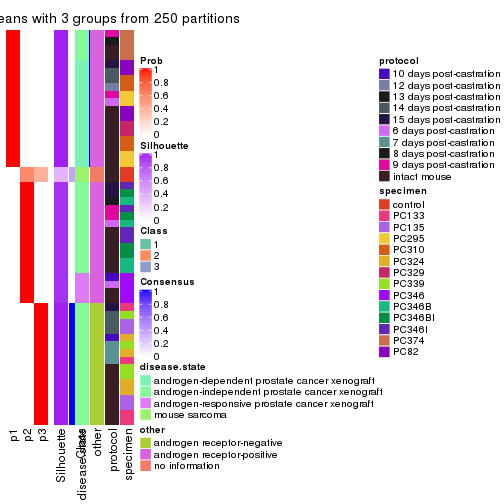 eans with 3 groups from 250 partitions
Prob
1
0.8
0.6
0.4
0.2
0
Silhouette
1
0.8
0.6
0.4
0.2
0
Class
1
2
3
Consensus
1
0.8
0.6
0.4
0.2
0
disease.state
androgen-dependent prostate cancer xenograft
androgen-independent prostate cancer xenograft
androgen-responsive prostate cancer xenograft
mouse sarcoma
other
androgen receptor-negative
androgen receptor-positive
no information
protocol
10 days post-castration
12 days post-castration
13 days post-castration
14 days post-castration
15 days post-castration
6 days post-castration
7 days post-castration
8 days post-castration
9 days post-castration
intact mouse
specimen
control
PC133
PC135
PC295
PC310
PC324
PC329
PC339
PC346
PC346B
PC346BI
PC346I
PC374
PC82
p1
p2
p3
Silhouette
disease.state
other
protocol
specimen